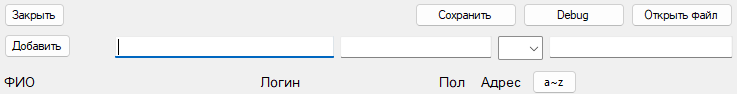 Закрыть Сохранить Debug Открыть файл
Добавить
ФИО Логин Пол Адрес a~z